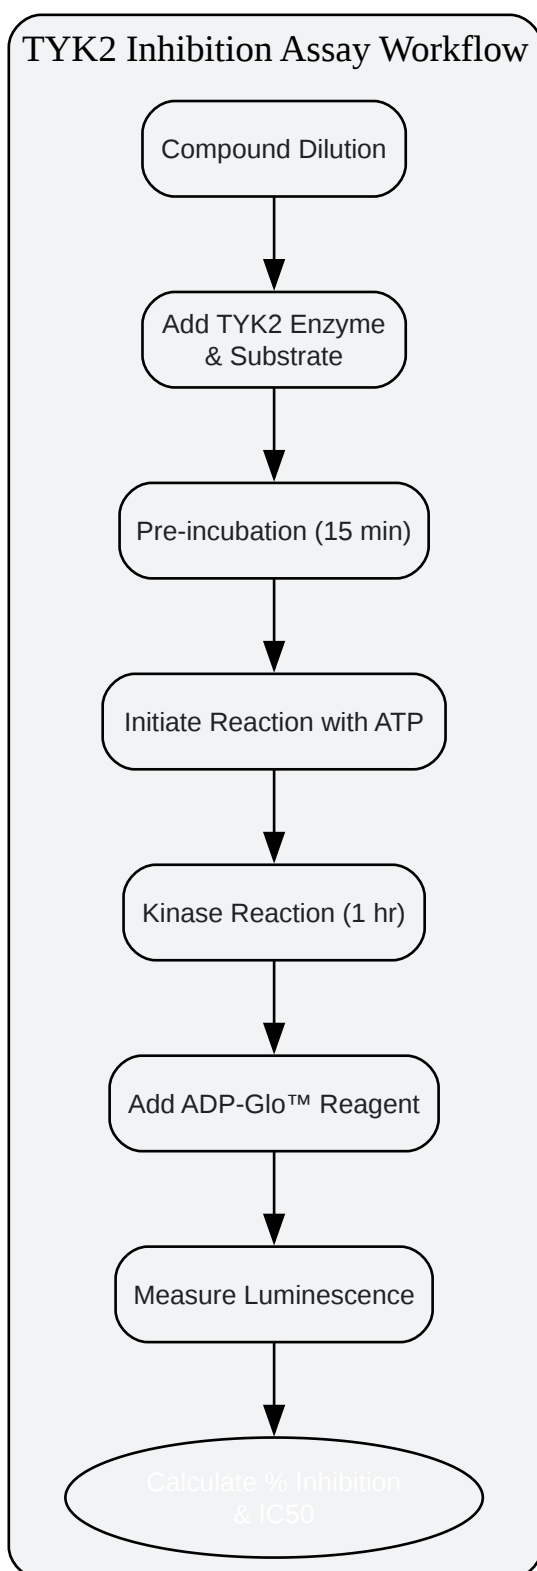 TYK2 Inhibition Assay Workflow
Compound Dilution
Add TYK2 Enzyme
& Substrate
Pre-incubation (15 min)
Initiate Reaction with ATP
Kinase Reaction (1 hr)
Add ADP-Glo™ Reagent
Measure Luminescence
Calculate % Inhibition
& IC50